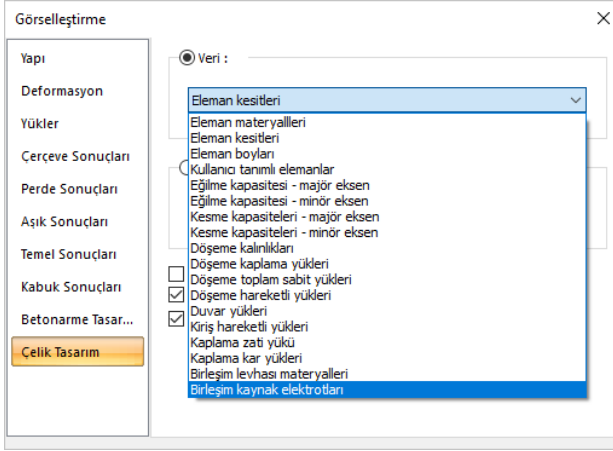 Görselleştirme
Yapı
Deformasyon
Yükler
Çerçeve Sonuçları
Perde Sonuçları
Aşık Sonuçları
Temel Sonuçları
Kabuk Sonuçları
Betonarme Tasar...
Çelik Tasarım
Veri :
Eleman kesitleri
Eleman materyallleri
Eleman kesitleri
Eleman boyları
Kullanıcı tanımlı elemanlar
Eğilme kapasitesi - majör eksen
Eğilme kapasitesi - minör eksen
Kesme kapasiteleri - majör eksen
Kesme kapasiteleri - minör eksen
Döşeme kalınlıkları
Döşeme kaplama yükleri
Döşeme toplam sabit yükleri
Döşeme hareketli yükleri
Duvar yükleri
Kiriş hareketli yükleri
Kaplama zati yükü
Kaplama kar yükleri
Birleşim levhası materyalleri
Birleşim kaynak elektrotları